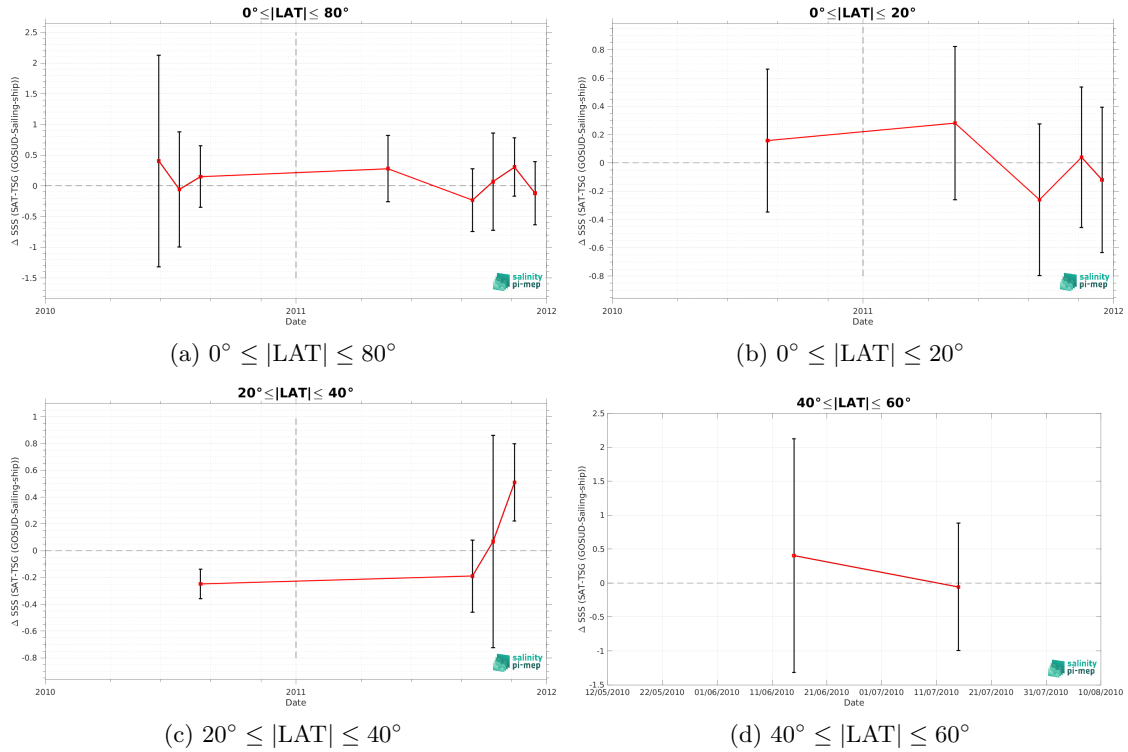 0°≤|LAT|≤ 80°
Δ SSS (SAT-TSG (GOSUD-Sailing-ship))
2.5
2
1.5
1
0.5
0
-0.5
-1
-1.5
salinity
pi-mep
2010 2011 2012
Date
(a) 0° ≤ |LAT| ≤ 80°
0°≤|LAT|≤ 20°
Δ SSS (SAT-TSG (GOSUD-Sailing-ship))
0.8
0.6
0.4
0.2
0
-0.2
-0.4
-0.6
-0.8
salinity
pi-mep
2010 2011 2012
Date
(b) 0° ≤ |LAT| ≤ 20°
20°≤|LAT|≤ 40°
Δ SSS (SAT-TSG (GOSUD-Sailing-ship))
1
0.8
0.6
0.4
0.2
0
-0.2
-0.4
-0.6
-0.8
salinity
pi-mep
2010 2011 2012
Date
(c) 20° ≤ |LAT| ≤ 40°
40°≤|LAT|≤ 60°
Δ SSS (SAT-TSG (GOSUD-Sailing-ship))
2.5
2
1.5
1
0.5
0
-0.5
-1
-1.5
salinity
pi-mep
12/05/2010 22/05/2010 01/06/2010 11/06/2010 21/06/2010 01/07/2010 11/07/2010 21/07/2010 31/07/2010 10/08/2010
Date
(d) 40° ≤ |LAT| ≤ 60°